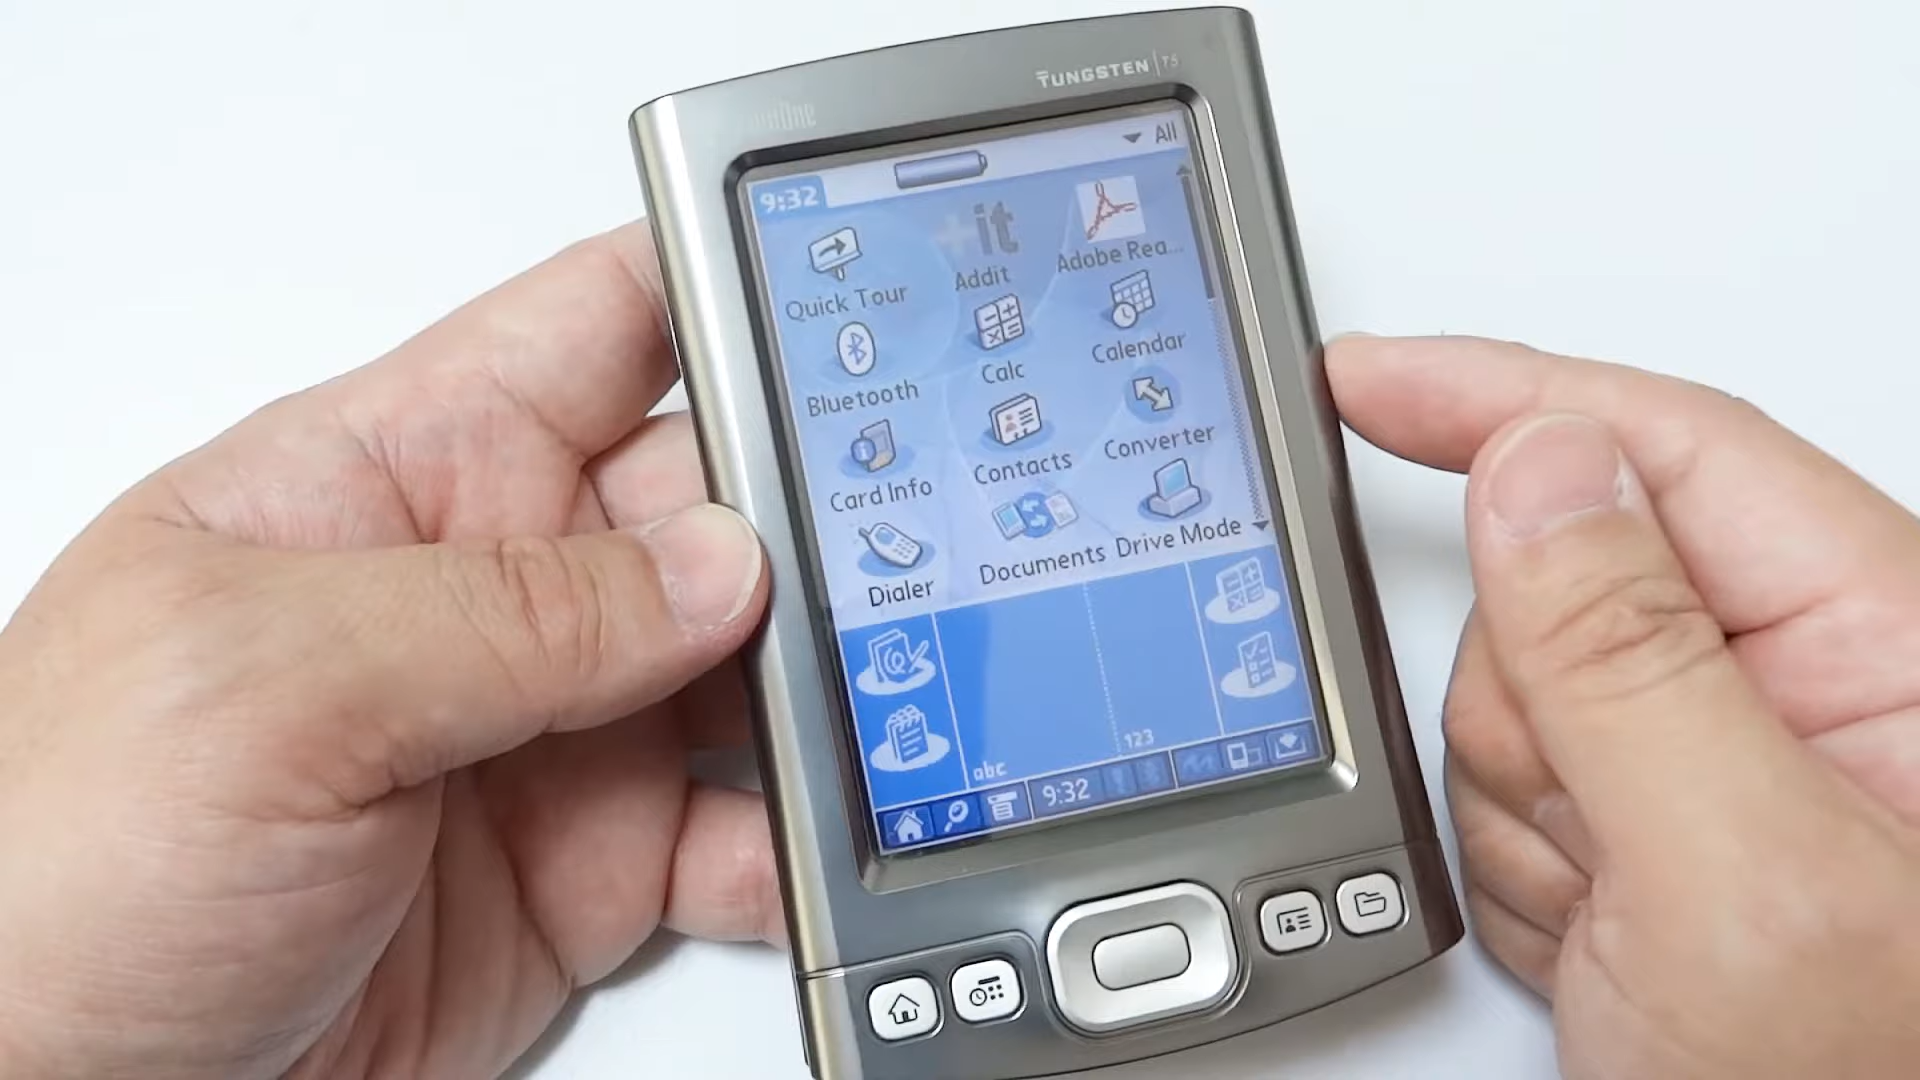 TUNGSTEN | T5
All
9:32
+it
Quick Tour
Addit
Adobe Rea...
Bluetooth
Calc
Calendar
Card Info
Contacts
Converter
Dialer
Documents
Drive Mode
abc
123
9:32